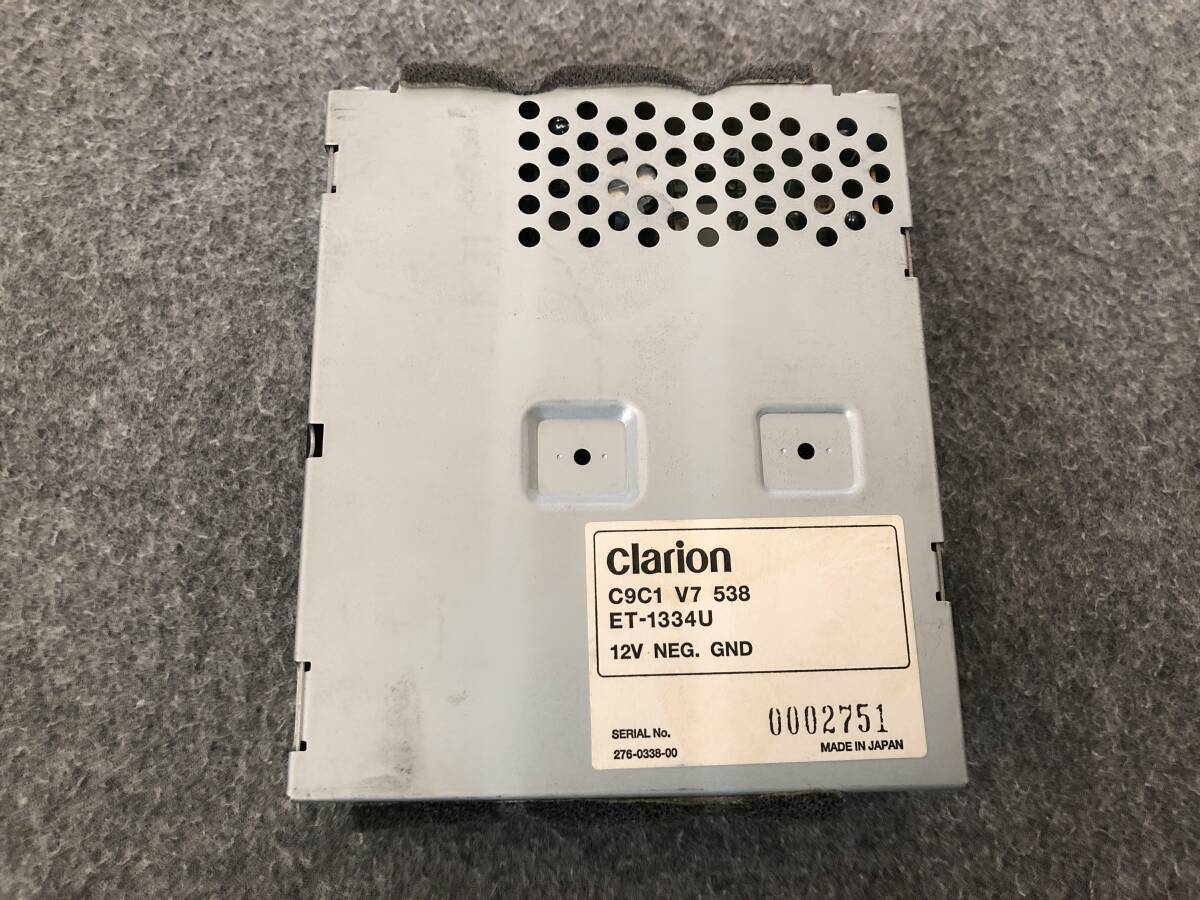 clarion
C9C1 V7 538
ET-1334U
12V NEG. GND
0002751
SERIAL No.
276-0338-00
MADE IN JAPAN